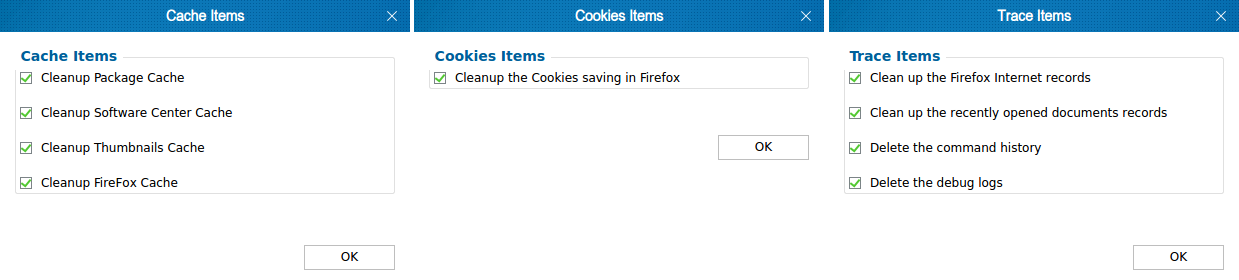 Cache Items
Cache Items
Cleanup Package Cache
Cleanup Software Center Cache
Cleanup Thumbnails Cache
Cleanup FireFox Cache
OK
Cookies Items
Cookies Items
Cleanup the Cookies saving in Firefox
OK
Trace Items
Trace Items
Clean up the Firefox Internet records
Clean up the recently opened documents records
Delete the command history
Delete the debug logs
OK